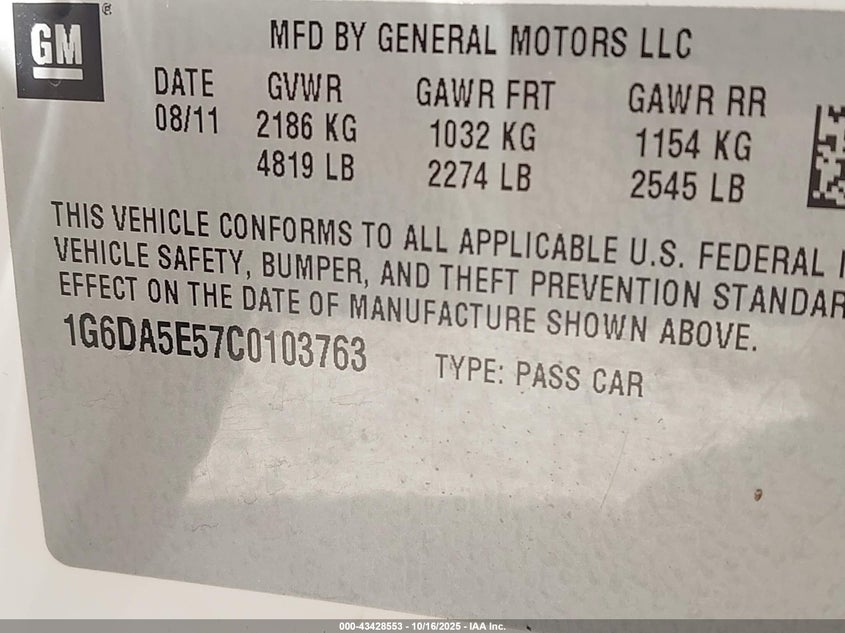 GM
MFD BY GENERAL MOTORS LLC
DATE GVWR GAWR FRT GAWR RR
08/11 2186 KG 1032 KG 1154 KG
4819 LB 2274 LB 2545 LB
THIS VEHICLE CONFORMS TO ALL APPLICABLE U.S. FEDERAL
VEHICLE SAFETY, BUMPER, AND THEFT PREVENTION STANDAR
EFFECT ON THE DATE OF MANUFACTURE SHOWN ABOVE.
1G6DA5E57C0103763 TYPE: PASS CAR
000-43428553 - 10/16/2025 - IAA Inc.